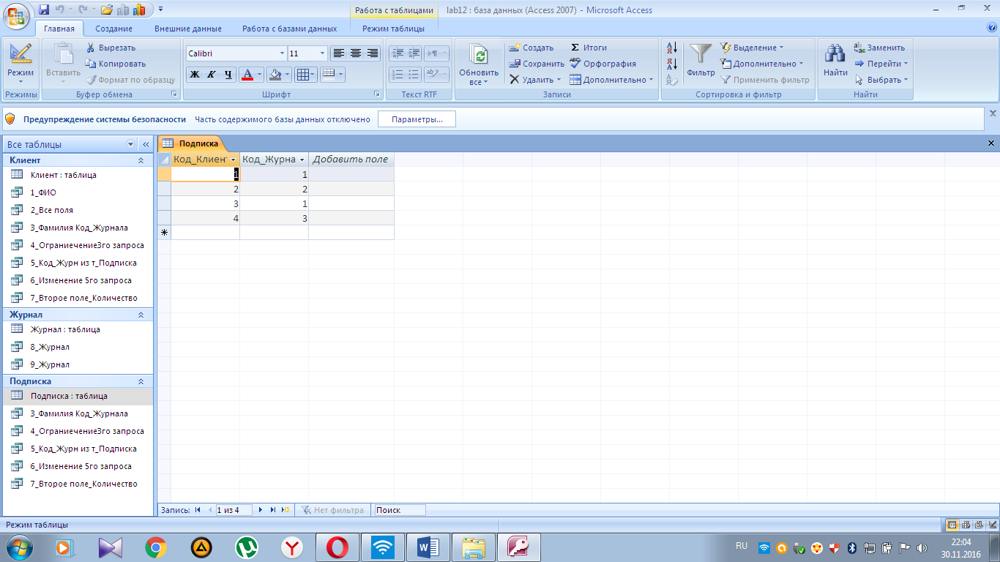 Работа с таблицами
lab12 : база данных (Access 2007) - Microsoft Access
Главная Создание Внешние данные Работа с базами данных Режим таблицы
Режим
Режимы
Вставить
Вырезать
Копировать
Формат по образцу
Буфер обмена
Calibri 11
Ж К Ч А
Шрифт
Текст RTF
Обновить
все
Создать
Сохранить
Удалить
Итоги
Орфография
Дополнительно
Записи
Фильтр
Выделение
Дополнительно
Применить фильтр
Сортировка и фильтр
Найти
Заменить
Перейти
Выбрать
Найти
Предупреждение системы безопасности Часть содержимого базы данных отключено Параметры...
Все таблицы
Клиент
Клиент : таблица
1_ФИО
2_Все поля
3_Фамилия Код_Журнала
4_Ограниечение3го запроса
5_Код_Журн из т_Подписка
6_Изменение 5го запроса
7_Второе поле_Количество
Журнал
Журнал : таблица
8_Журнал
9_Журнал
Подписка
Подписка : таблица
3_Фамилия Код_Журнала
4_Ограниечение3го запроса
5_Код_Журн из т_Подписка
6_Изменение 5го запроса
7_Второе поле_Количество
Подписка
Код_Клиент Код_Журна Добавить поле
1 1
2 2
3 1
4 3
Запись: 1 из 4 Нет фильтра Поиск
Режим таблицы
RU
22:04
30.11.2016